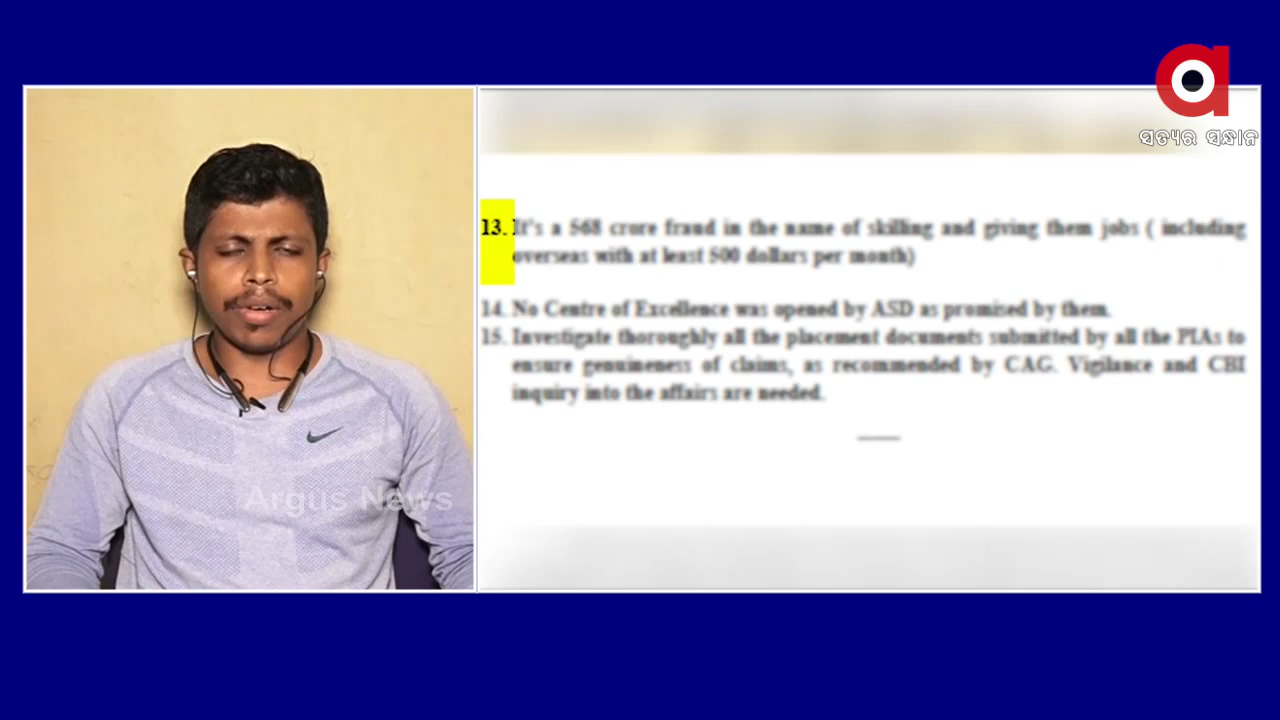 ସତ୍ୟର ସନ୍ଧାନ
13. It's a 568 crore fraud in the name of skilling and giving them jobs ( including
overseas with at least 500 dollars per month)
14. No Centre of Excellence was opened by ASD as promised by them.
15. Investigate thoroughly all the placement documents submitted by all the PIAs to
ensure genuineness of claims, as recommended by CAG. Vigilance and CBI
inquiry into the affairs are needed.
Argus News